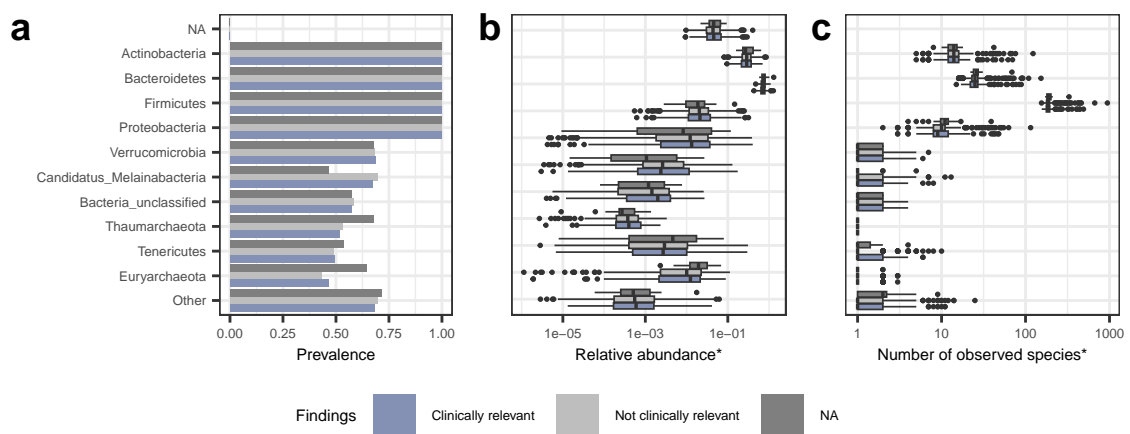 a
b
c
NA
Actinobacteria
Bacteroidetes
Firmicutes
Proteobacteria
Verrucomicrobia
Candidatus_Melainabacteria
Bacteria_unclassified
Thaumarchaeota
Tenericutes
Euryarchaeota
Other
0.00 0.25 0.50 0.75 1.00
Prevalence
1e−05 1e−03 1e−01
Relative abundance*
1 10 100 1000
Number of observed species*
Findings Clinically relevant Not clinically relevant NA